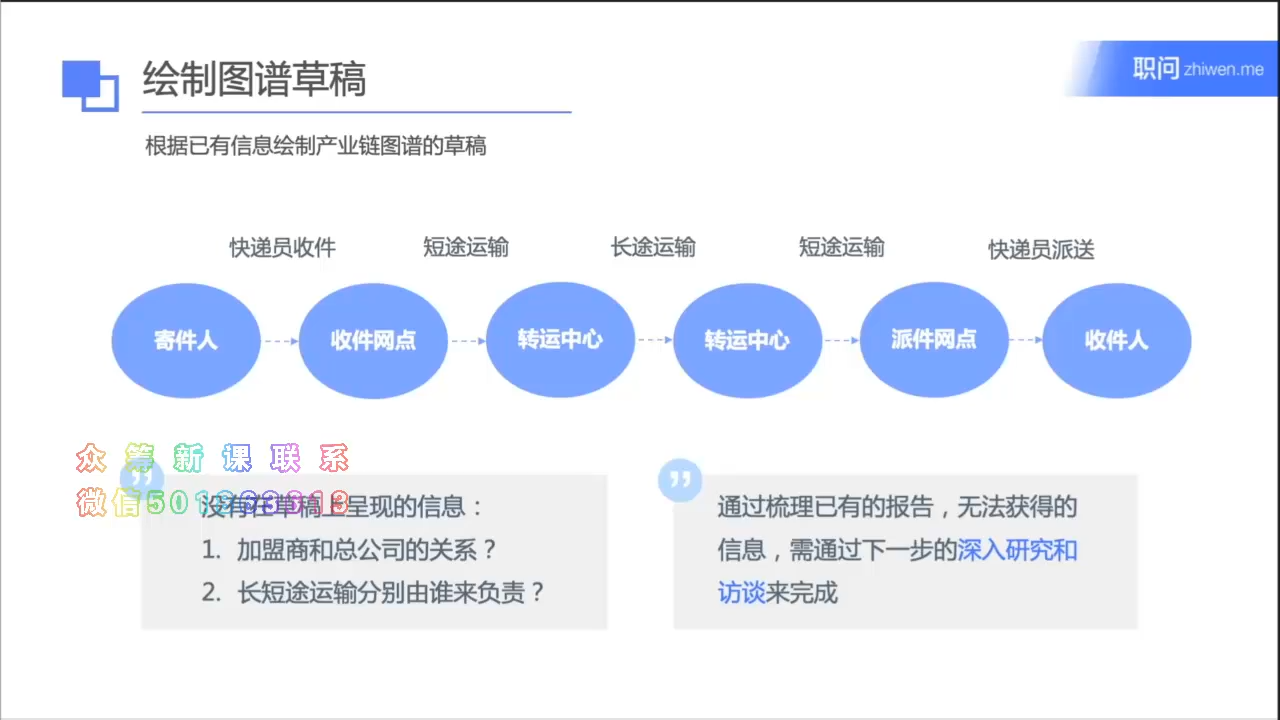 绘制图谱草稿
职问 zhiwen.me
根据已有信息绘制产业链图谱的草稿
快递员收件 短途运输 长途运输 短途运输 快递员派送
寄件人 收件网点 转运中心 转运中心 派件网点 收件人
众筹新课联系
没有在草稿上呈现的信息：
1. 加盟商和总公司的关系？
2. 长短途运输分别由谁来负责？
通过梳理已有的报告，无法获得的
信息，需通过下一步的深入研究和
访谈来完成